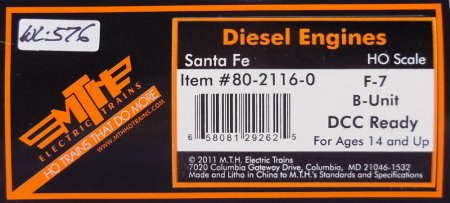 WC-576
MTH
ELECTRIC TRAINS
HO TRAINS THAT DO MORE
WWW.MTHHOTRAINS.COM
Diesel Engines
Santa Fe
HO Scale
Item #80-2116-0
F-7
B-Unit
DCC Ready
For Ages 14 and Up
6 58081 29262 5
© 2011 M.T.H. Electric Trains
7020 Columbia Gateway Drive, Columbia, MD 21046-1532
Made and Litho in China to M.T.H.'s Standards and Specifications